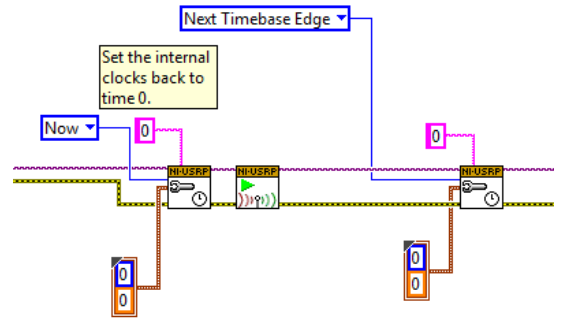 Next Timebase Edge
Set the internal
clocks back to
time 0.
Now
0
0
NI-USRP
NI-USRP
NI-USRP
0
0
0
0